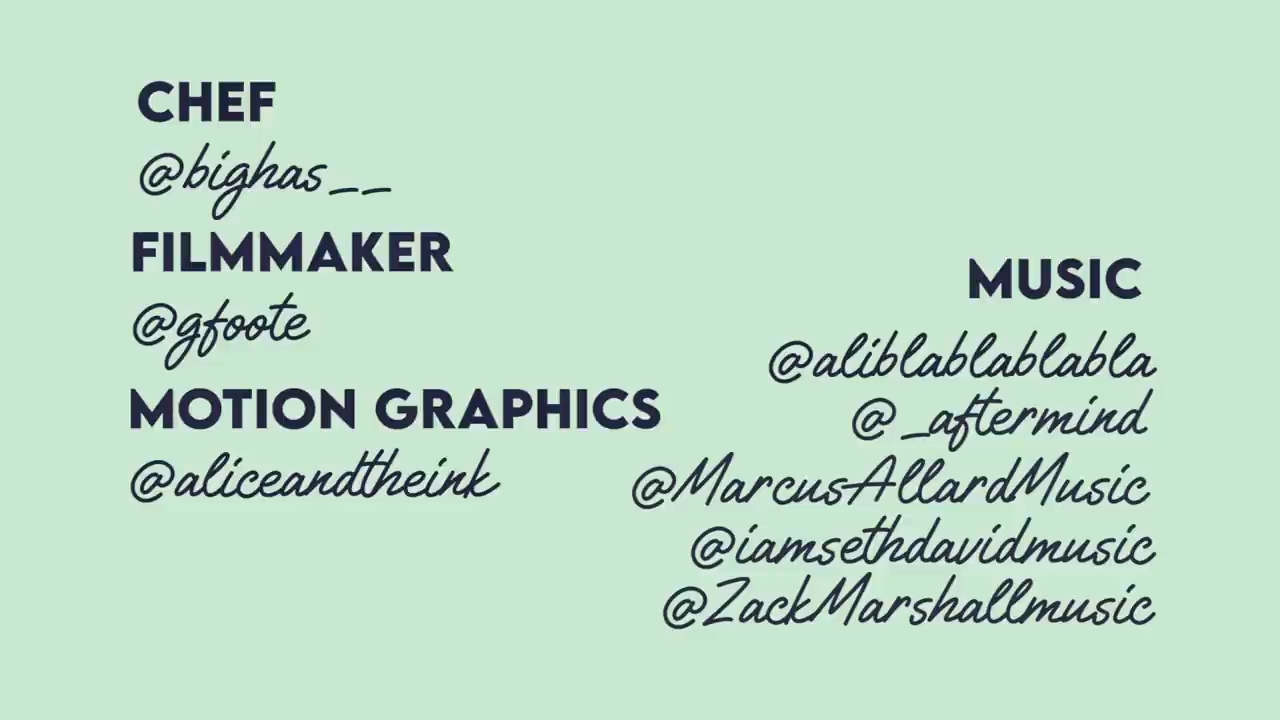 CHEF
@bighas__
FILMMAKER
@gfoote
MOTION GRAPHICS
@aliceandtheink
MUSIC
@aliblablablabla
@_aftermind
@MarcusAllardMusic
@iamsethdavidmusic
@ZackMarshallmusic